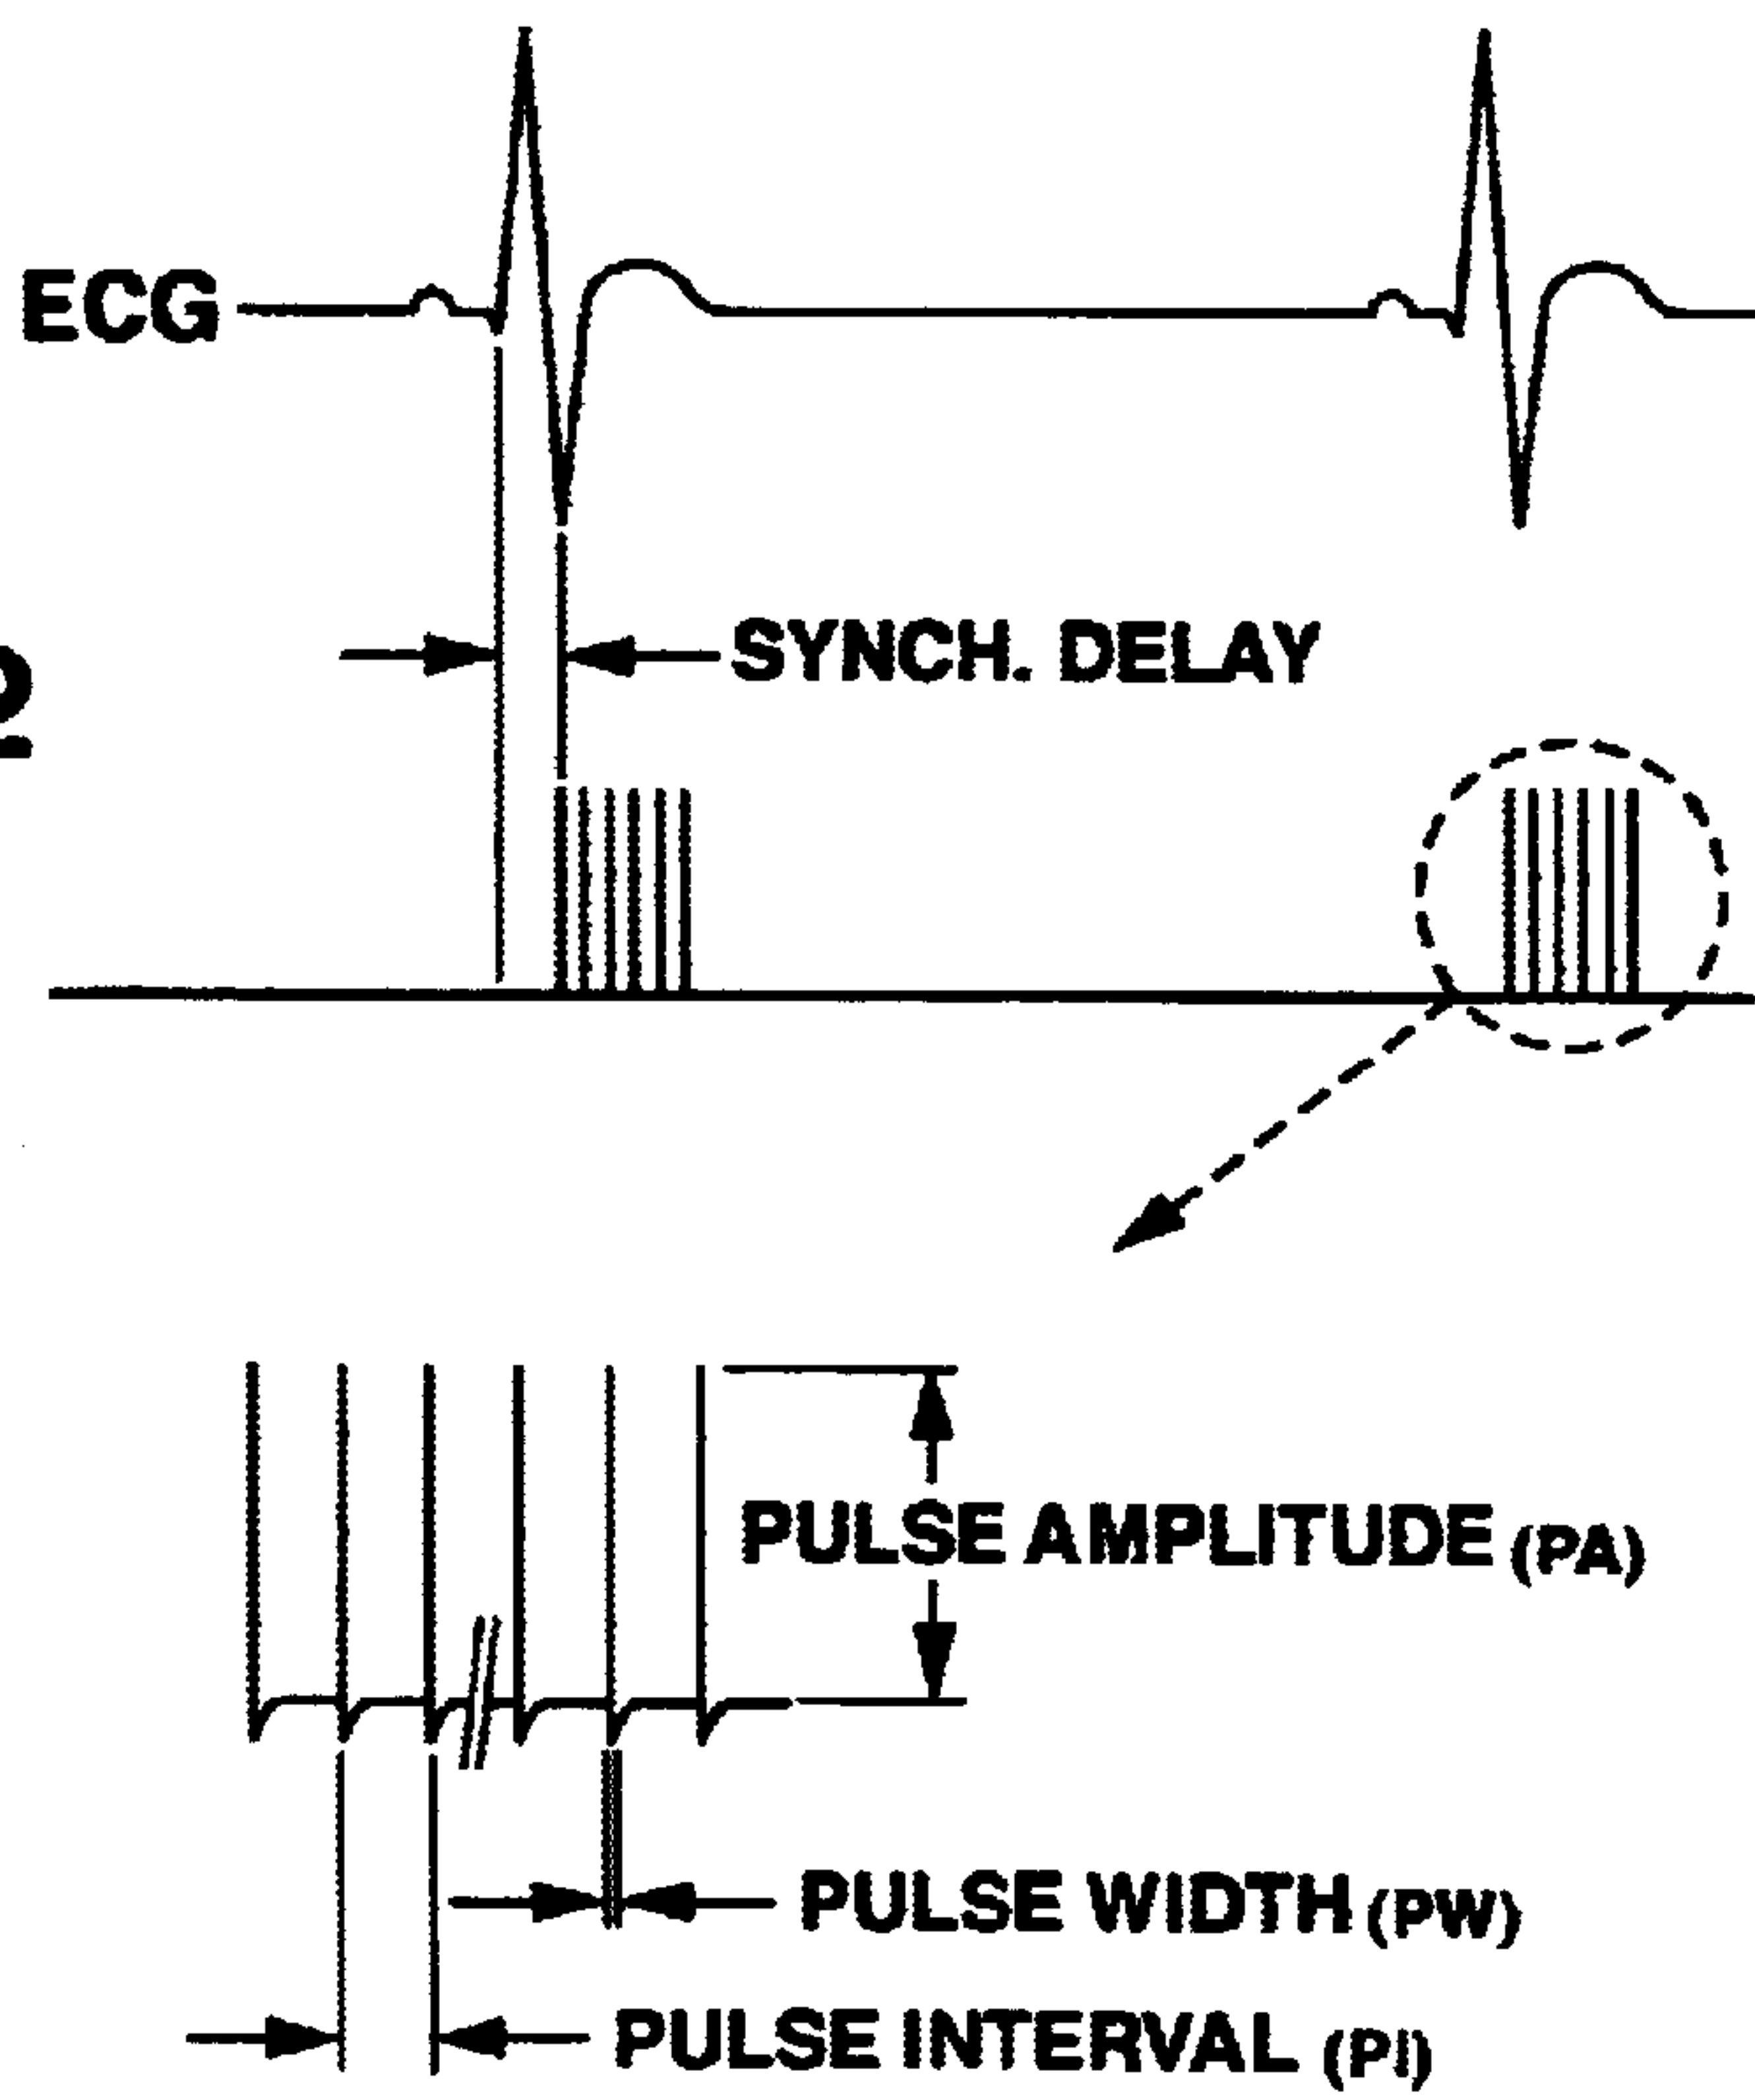 ECG
SYNCH. DELAY
PULSE AMPLITUDE (PA)
PULSE WIDTH (PW)
PULSE INTERVAL (PI)